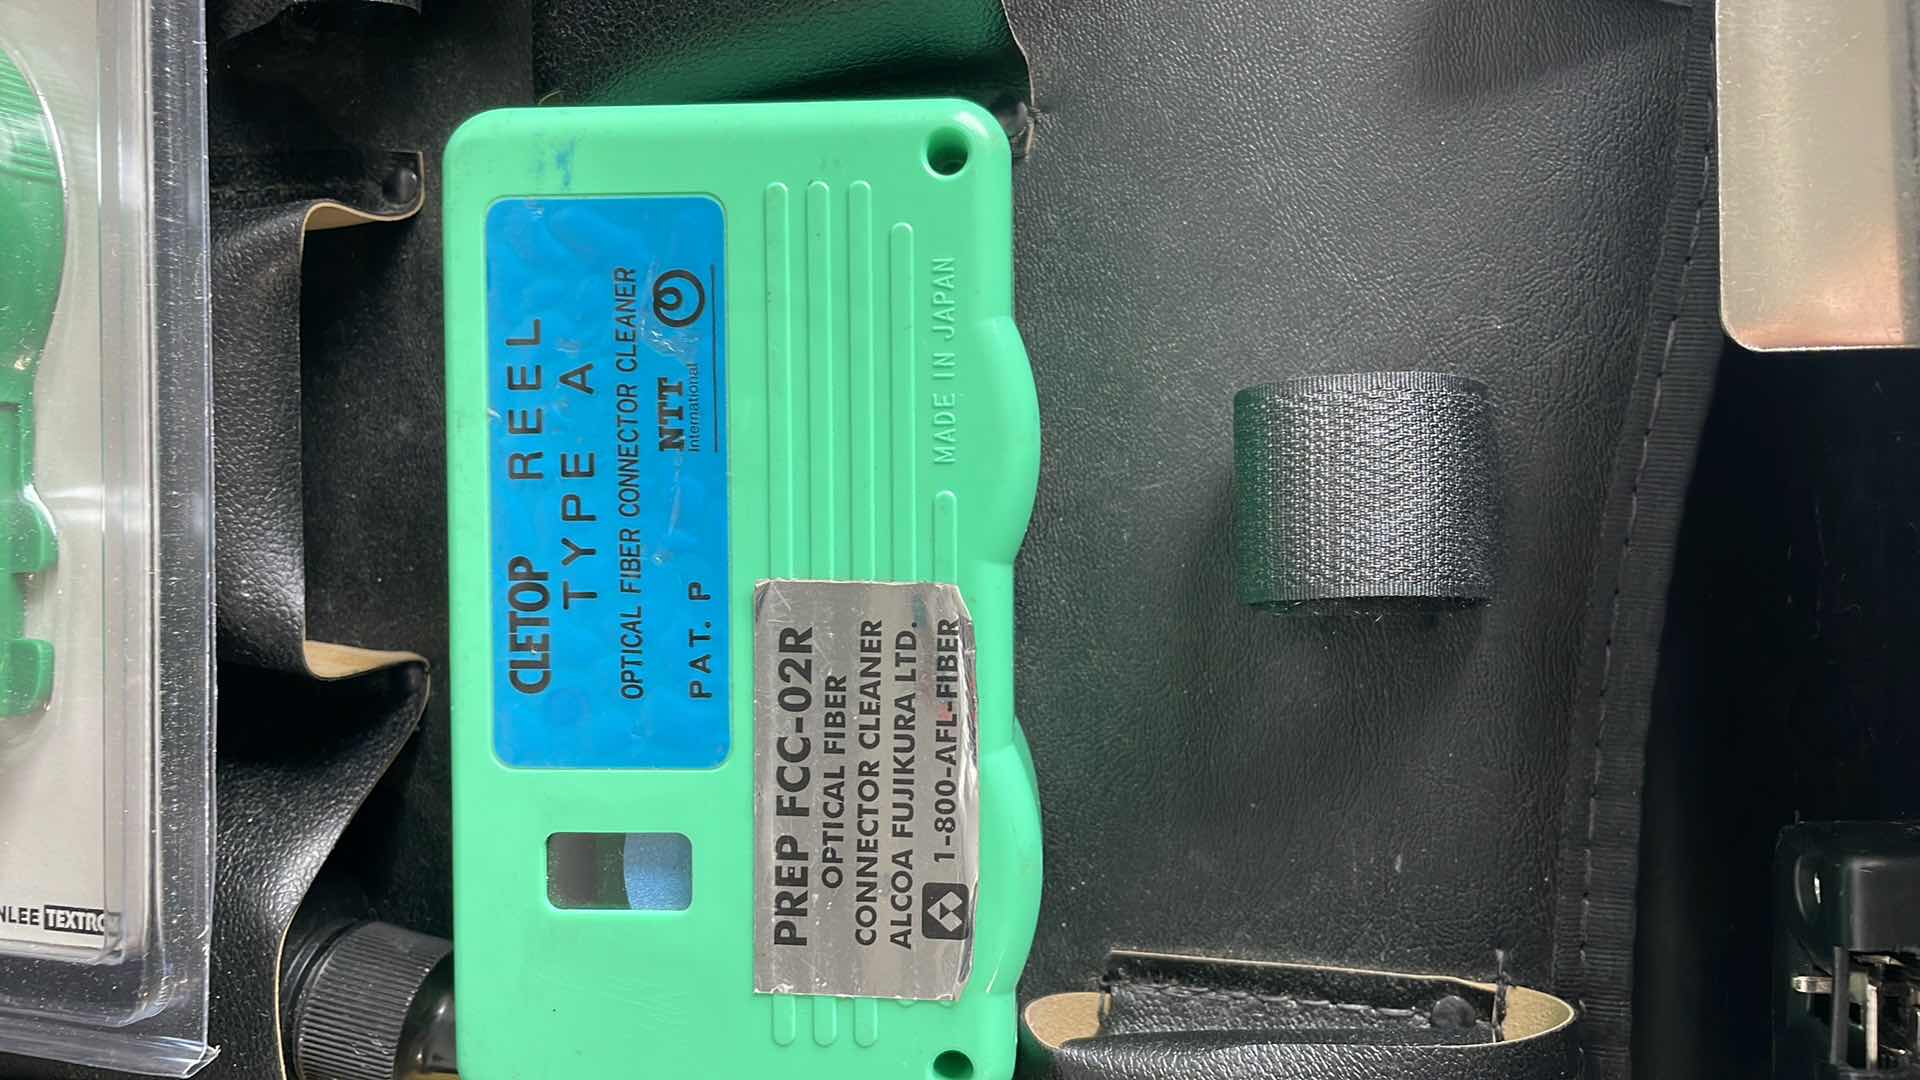 CLETOP REEL
TYPE A
OPTICAL FIBER CONNECTOR CLEANER
PAT. P
NTT
International
MADE IN JAPAN
PREP FCC-02R
OPTICAL FIBER
CONNECTOR CLEANER
ALCOA FUJIKURA LTD.
1-800-AFL-FIBER